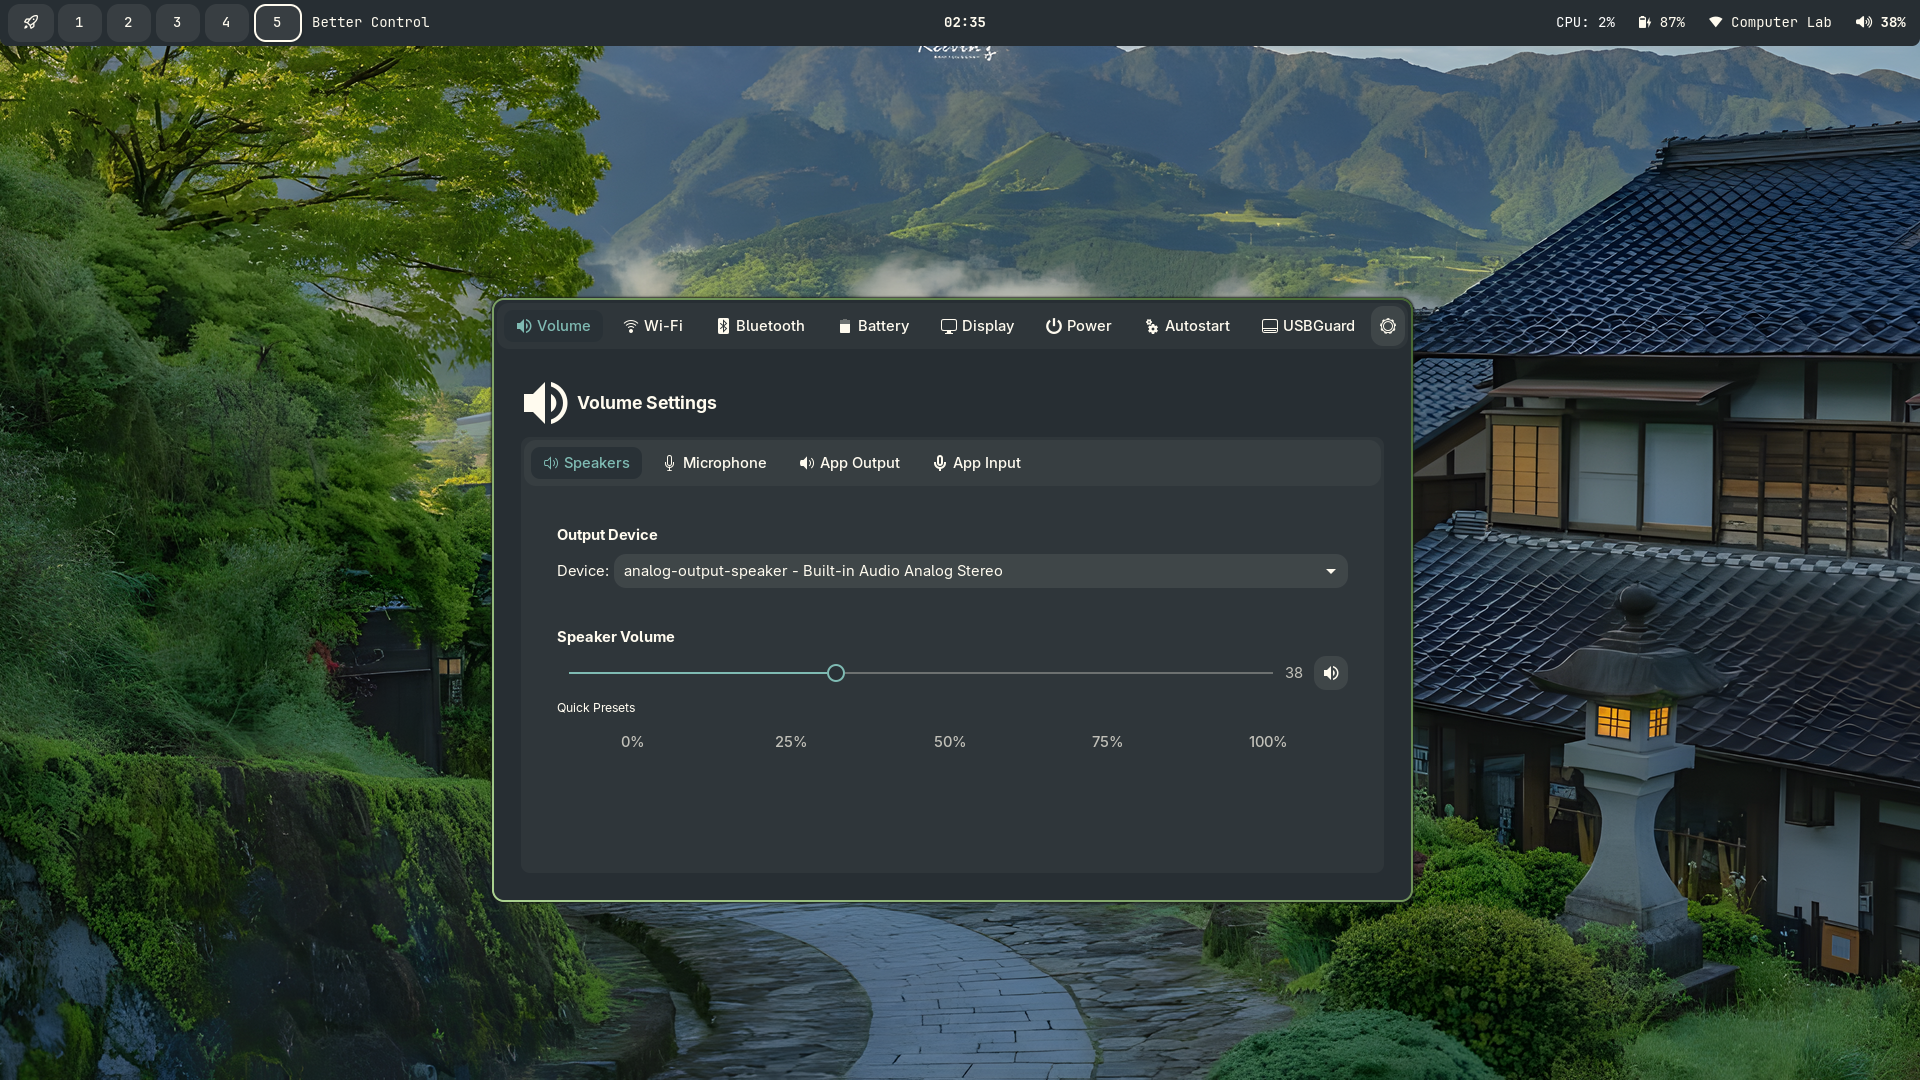 1 2 3 4 5 Better Control 02:35 CPU: 2% 87% Computer Lab 38%
Volume Wi-Fi Bluetooth Battery Display Power Autostart USBGuard
Volume Settings
Speakers Microphone App Output App Input
Output Device
Device: analog-output-speaker - Built-in Audio Analog Stereo
Speaker Volume
38
Quick Presets
0% 25% 50% 75% 100%